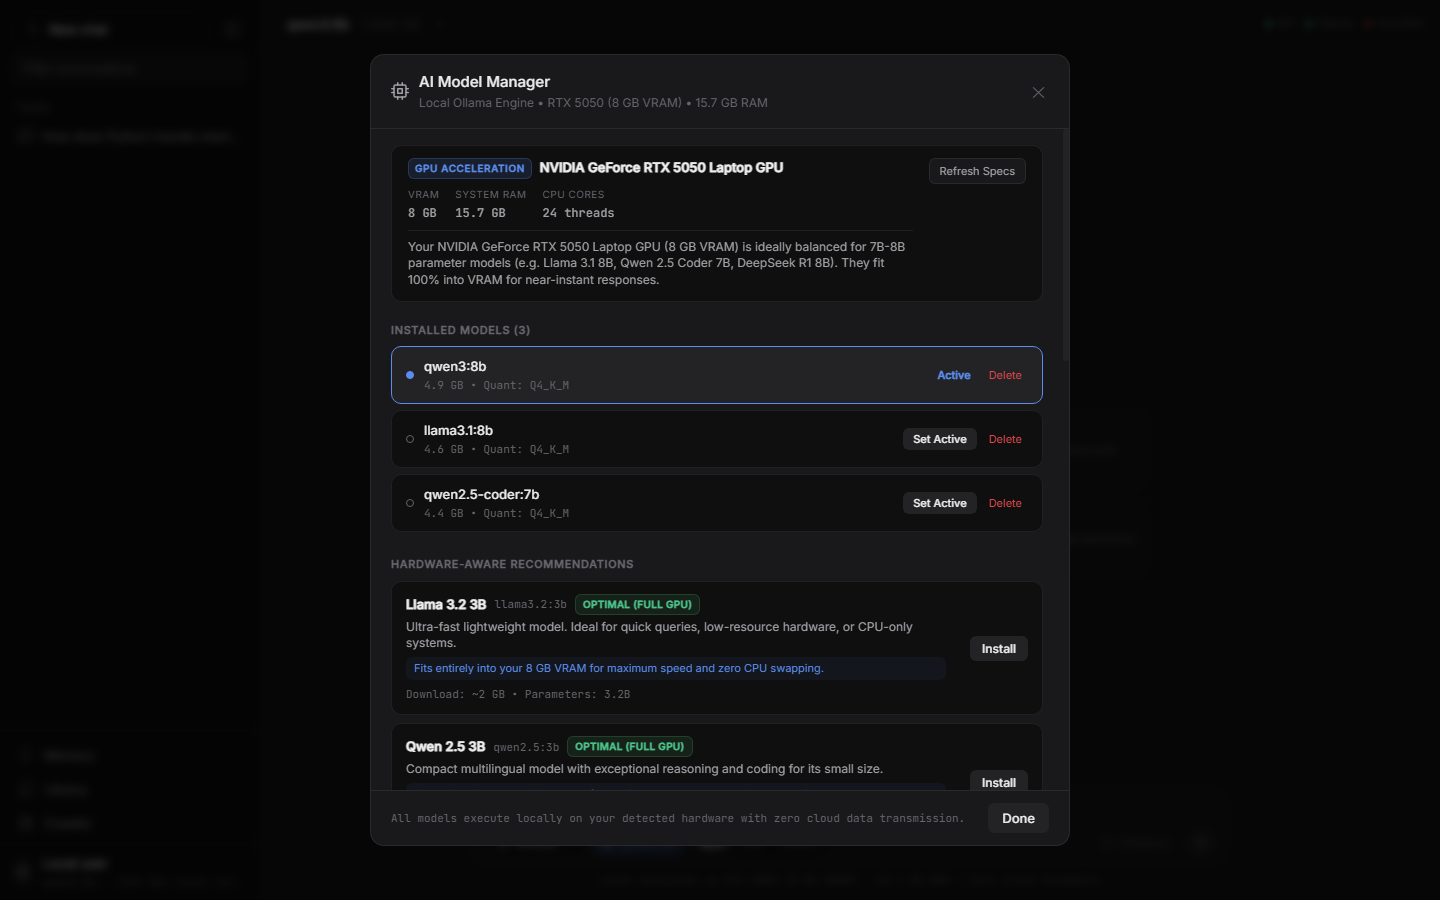 AI Model Manager
Local Ollama Engine • RTX 5050 (8 GB VRAM) • 15.7 GB RAM
GPU ACCELERATION NVIDIA GeForce RTX 5050 Laptop GPU
Refresh Specs
VRAM SYSTEM RAM CPU CORES
8 GB 15.7 GB 24 threads
Your NVIDIA GeForce RTX 5050 Laptop GPU (8 GB VRAM) is ideally balanced for 7B-8B
parameter models (e.g. Llama 3.1 8B, Qwen 2.5 Coder 7B, DeepSeek R1 8B). They fit
100% into VRAM for near-instant responses.
INSTALLED MODELS (3)
qwen3:8b
4.9 GB • Quant: Q4_K_M
Active Delete
llama3.1:8b
4.6 GB • Quant: Q4_K_M
Set Active Delete
qwen2.5-coder:7b
4.4 GB • Quant: Q4_K_M
Set Active Delete
HARDWARE-AWARE RECOMMENDATIONS
Llama 3.2 3B llama3.2:3b OPTIMAL (FULL GPU)
Ultra-fast lightweight model. Ideal for quick queries, low-resource hardware, or CPU-only
systems.
Fits entirely into your 8 GB VRAM for maximum speed and zero CPU swapping.
Download: ~2 GB • Parameters: 3.2B
Install
Qwen 2.5 3B qwen2.5:3b OPTIMAL (FULL GPU)
Compact multilingual model with exceptional reasoning and coding for its small size.
Install
All models execute locally on your detected hardware with zero cloud data transmission.
Done